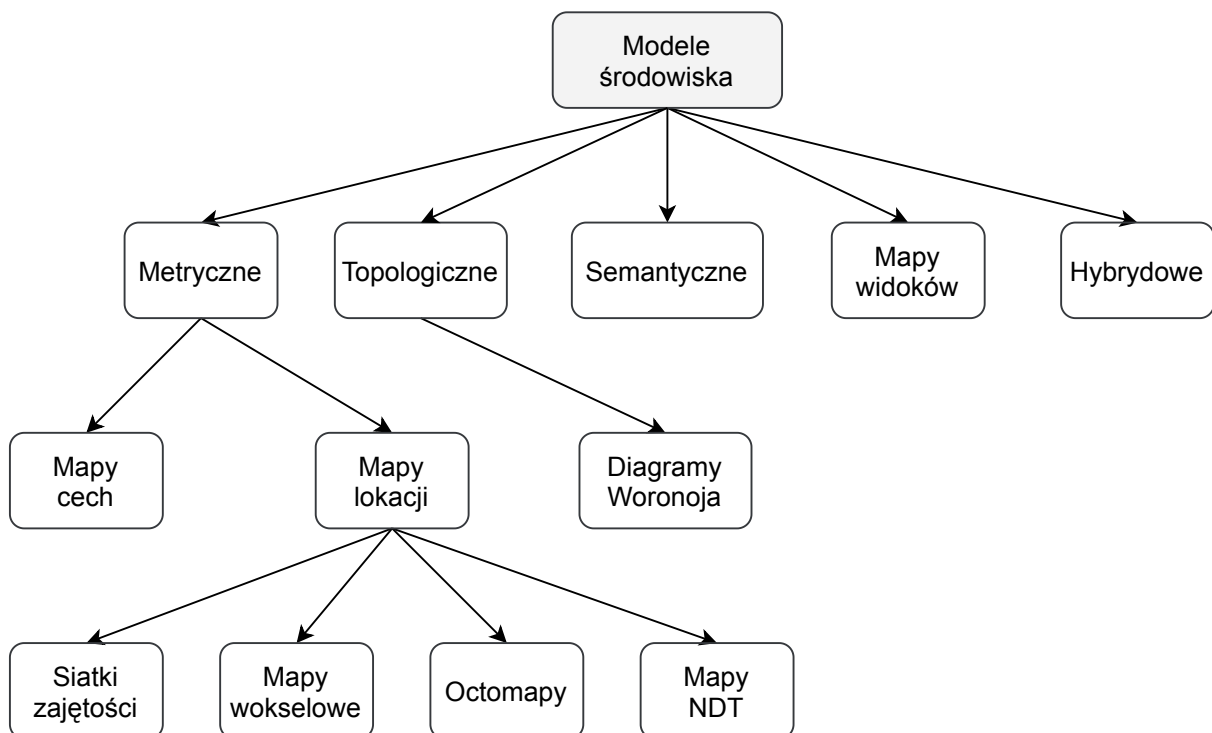 Modele
środowiska
Metryczne
Topologiczne
Semantyczne
Mapy
widoków
Hybrydowe
Mapy
cech
Mapy
lokacji
Diagramy
Woronoja
Siatki
zajętości
Mapy
wokselowe
Octomapy
Mapy
NDT